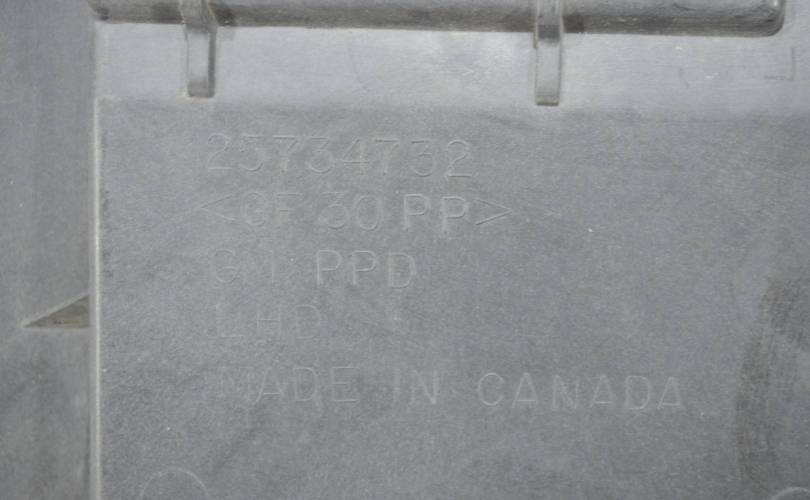 25734732
<GF 30 PP>
GM PPD
LHD
MADE IN CANADA